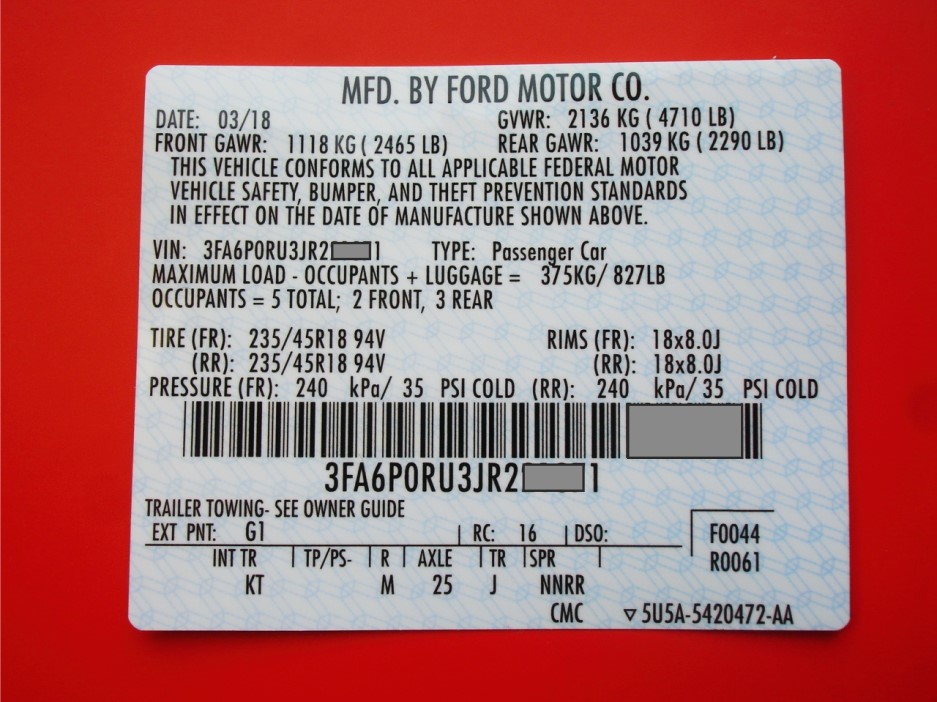 MFD. BY FORD MOTOR CO.
DATE: 03/18 GVWR: 2136 KG ( 4710 LB)
FRONT GAWR: 1118 KG ( 2465 LB) REAR GAWR: 1039 KG ( 2290 LB)
THIS VEHICLE CONFORMS TO ALL APPLICABLE FEDERAL MOTOR
VEHICLE SAFETY, BUMPER, AND THEFT PREVENTION STANDARDS
IN EFFECT ON THE DATE OF MANUFACTURE SHOWN ABOVE.
VIN: 3FA6P0RU3JR2 1 TYPE: Passenger Car
MAXIMUM LOAD - OCCUPANTS + LUGGAGE = 375KG/ 827LB
OCCUPANTS = 5 TOTAL; 2 FRONT, 3 REAR
TIRE (FR): 235/45R18 94V RIMS (FR): 18x8.0J
(RR): 235/45R18 94V (RR): 18x8.0J
PRESSURE (FR): 240 kPa/ 35 PSI COLD (RR): 240 kPa/ 35 PSI COLD
3FA6P0RU3JR2 1
TRAILER TOWING- SEE OWNER GUIDE
EXT PNT: G1 RC: 16 DSO: F0044
INT TR TP/PS- R AXLE TR SPR R0061
KT M 25 J NNRR
CMC ▽ 5U5A-5420472-AA